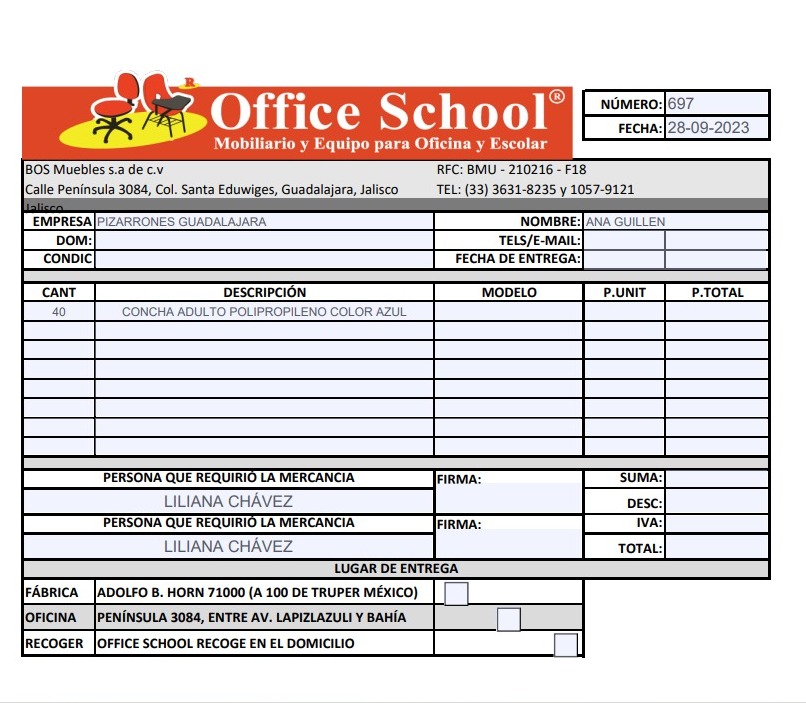 Office School®
R
Mobiliario y Equipo para Oficina y Escolar
NÚMERO: 697
FECHA: 28-09-2023
BOS Muebles s.a de c.v RFC: BMU - 210216 - F18
Calle Península 3084, Col. Santa Eduwiges, Guadalajara, Jalisco TEL: (33) 3631-8235 y 1057-9121
Jalisco
EMPRESA PIZARRONES GUADALAJARA NOMBRE: ANA GUILLEN
DOM: TELS/E-MAIL:
CONDIC FECHA DE ENTREGA:
CANT DESCRIPCIÓN MODELO P.UNIT P.TOTAL
40 CONCHA ADULTO POLIPROPILENO COLOR AZUL
PERSONA QUE REQUIRIÓ LA MERCANCIA FIRMA: SUMA:
LILIANA CHÁVEZ DESC:
PERSONA QUE REQUIRIÓ LA MERCANCIA FIRMA: IVA:
LILIANA CHÁVEZ TOTAL:
LUGAR DE ENTREGA
FÁBRICA ADOLFO B. HORN 71000 (A 100 DE TRUPER MÉXICO)
OFICINA PENÍNSULA 3084, ENTRE AV. LAPIZLAZULI Y BAHÍA
RECOGER OFFICE SCHOOL RECOGE EN EL DOMICILIO